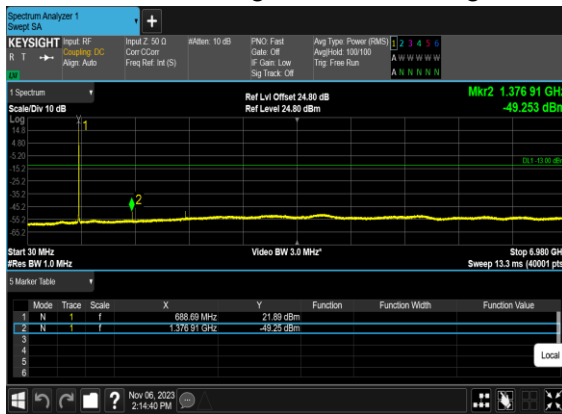 Spectrum Analyzer 1
Swept SA
KEYSIGHT Input: RF Input Z: 50 Ω #Atten: 10 dB PNO: Fast Avg Type: Power (RMS) 1 2 3 4 5 6
R T Coupling: DC Corr CCorr Gate: Off Avg|Hold: 100/100 A W W W W W
Align: Auto Freq Ref: Int (S) IF Gain: Low Trig: Free Run
Sig Track: Off A N N N N N
1 Spectrum Ref Lvl Offset 24.80 dB Mkr2 1.376 91 GHz
Scale/Div 10 dB Ref Level 24.80 dBm -49.253 dBm
Log
14.8
4.80
-5.20
-15.2
-25.2
-35.2
-45.2
-55.2
-65.2
1
DL1 -13.00 dBm
2
Start 30 MHz Video BW 3.0 MHz* Stop 6.980 GHz
#Res BW 1.0 MHz Sweep 13.3 ms (40001 pts)
5 Marker Table
Mode Trace Scale X Y Function Function Width Function Value
1 N 1 f 688.69 MHz 21.89 dBm
2 N 1 f 1.376 91 GHz -49.25 dBm
3
4
5
6
Local
? Nov 06, 2023
2:14:40 PM